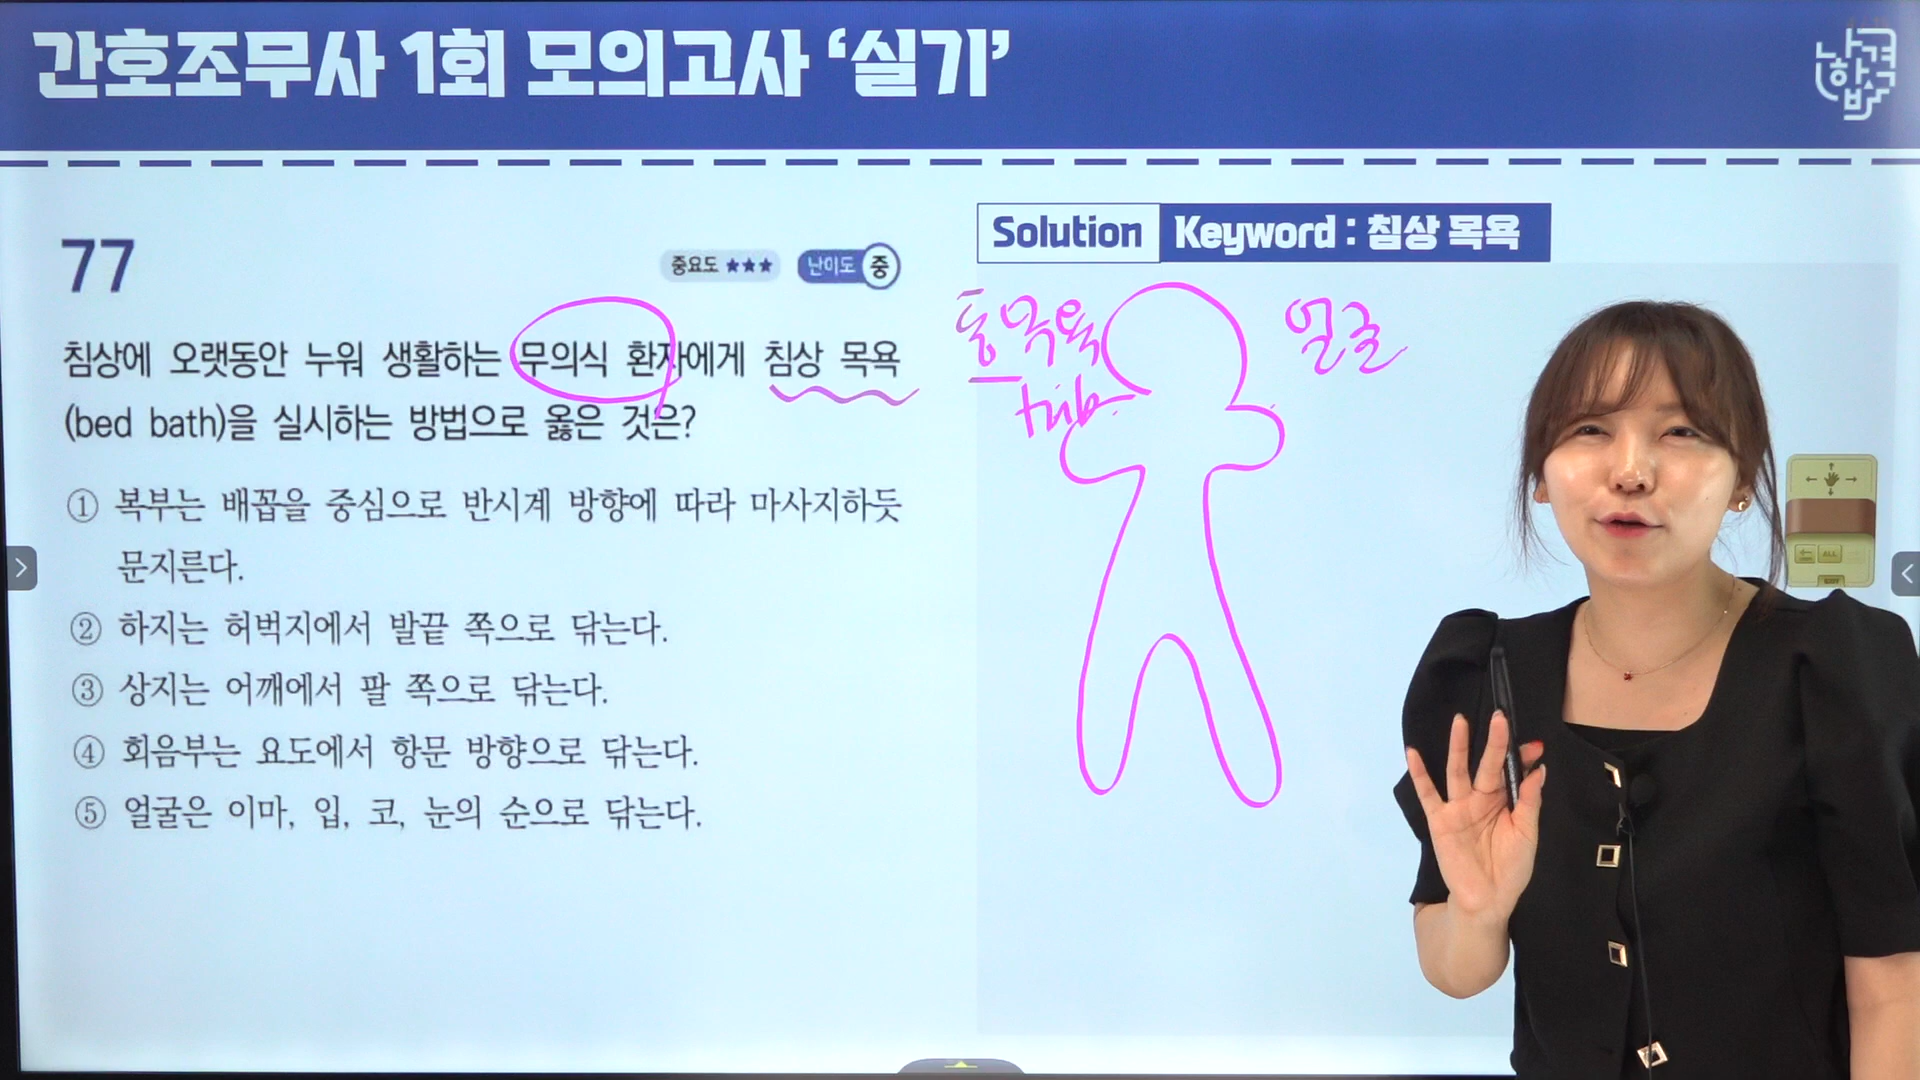 간호조무사 1회 모의고사 ‘실기’
나합격
77
중요도 ★★★
난이도 중
침상에 오랫동안 누워 생활하는 무의식 환자에게 침상 목욕
(bed bath)을 실시하는 방법으로 옳은 것은?
① 복부는 배꼽을 중심으로 반시계 방향에 따라 마사지하듯
문지른다.
② 하지는 허벅지에서 발끝 쪽으로 닦는다.
③ 상지는 어깨에서 팔 쪽으로 닦는다.
④ 회음부는 요도에서 항문 방향으로 닦는다.
⑤ 얼굴은 이마, 입, 코, 눈의 순으로 닦는다.
Solution
Keyword : 침상 목욕
통목욕
얼굴
ALL